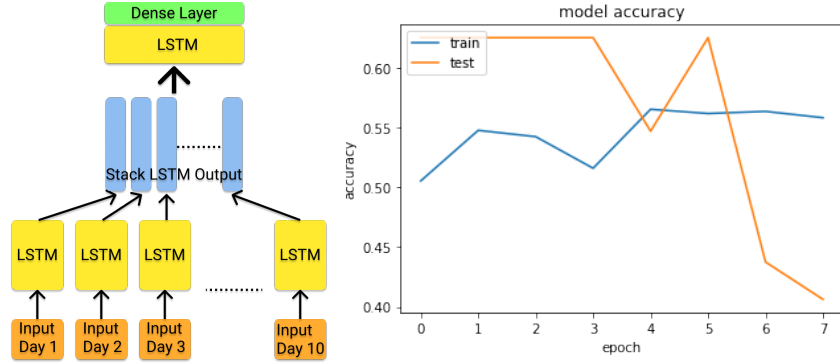 Dense Layer
LSTM
Stack LSTM Output
LSTM
LSTM
LSTM
LSTM
Input
Day 1
Input
Day 2
Input
Day 3
Input
Day 10
model accuracy
train
test
accuracy
0.60
0.55
0.50
0.45
0.40
0 1 2 3 4 5 6 7
epoch